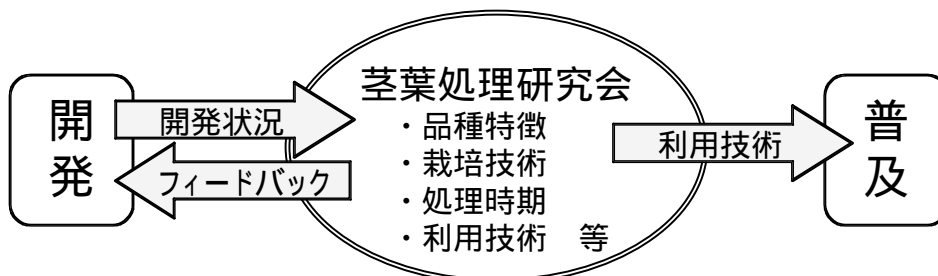 開発
開発状況
フィードバック
茎葉処理研究会
・品種特徴
・栽培技術
・処理時期
・利用技術　等
利用技術
普及